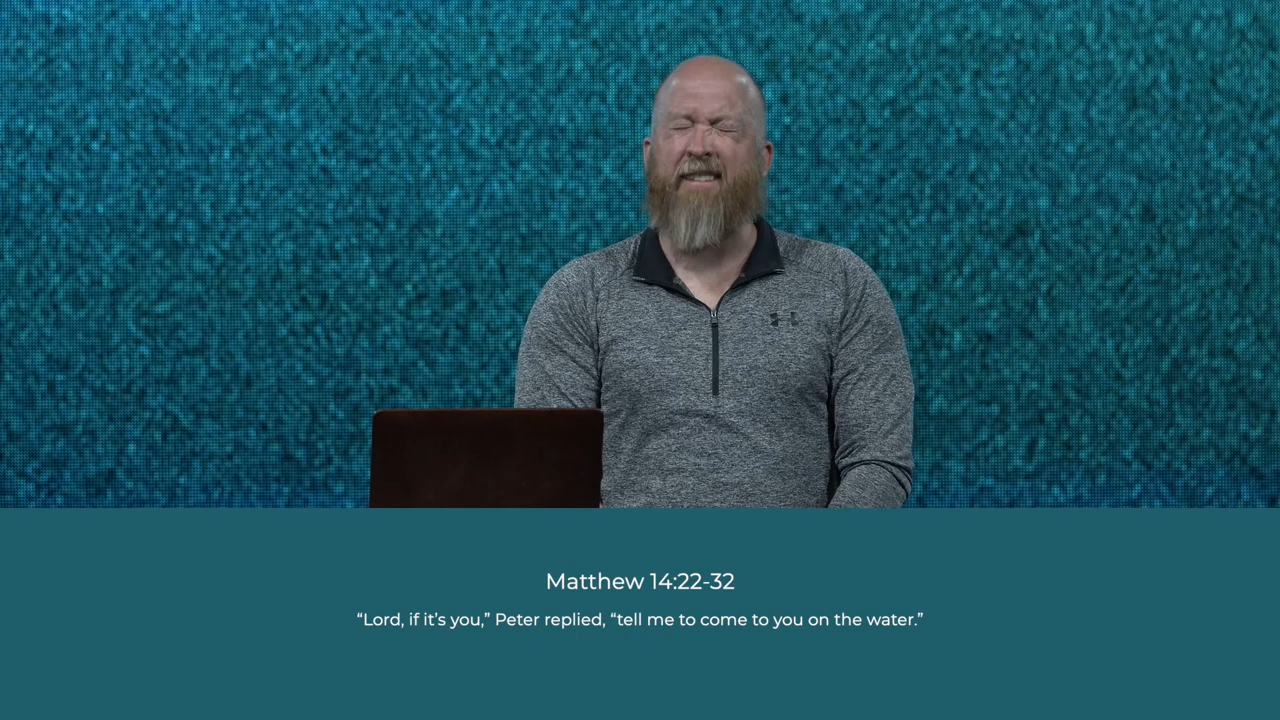 Matthew 14:22-32
“Lord, if it’s you,” Peter replied, “tell me to come to you on the water.”